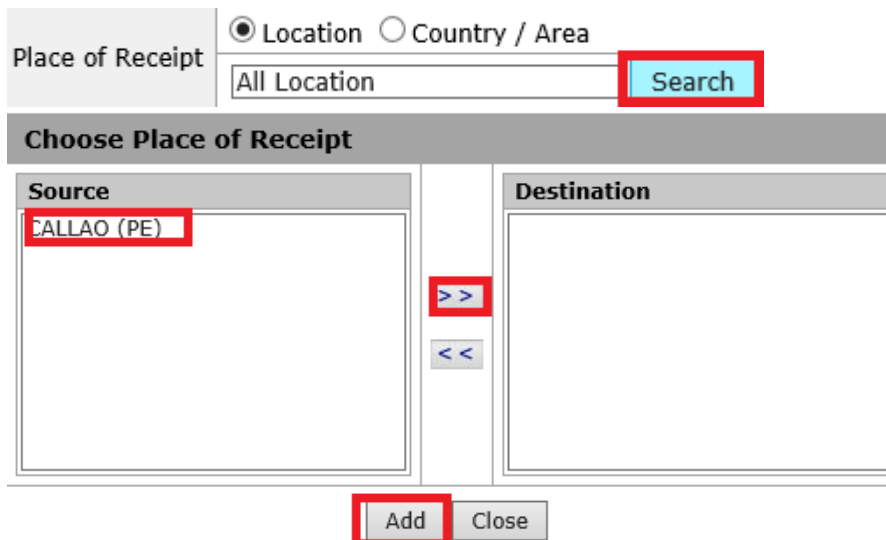 Place of Receipt
Location Country / Area
All Location
Search
Choose Place of Receipt
Source
Destination
CALLAO (PE)
>>
<<
Add
Close